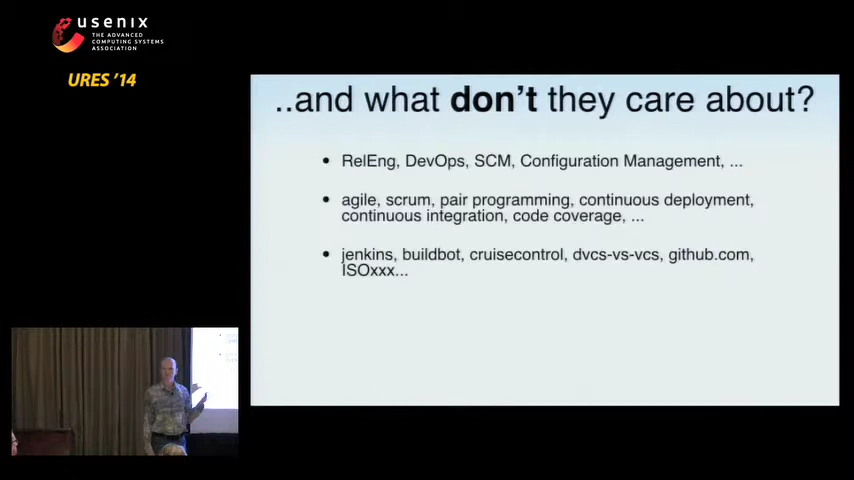 usenix
THE ADVANCED
COMPUTING SYSTEMS
ASSOCIATION
URES '14
..and what don't they care about?
• RelEng, DevOps, SCM, Configuration Management, ...
• agile, scrum, pair programming, continuous deployment,
continuous integration, code coverage, ...
• jenkins, buildbot, cruisecontrol, dvcs-vs-vcs, github.com,
ISOxxx...